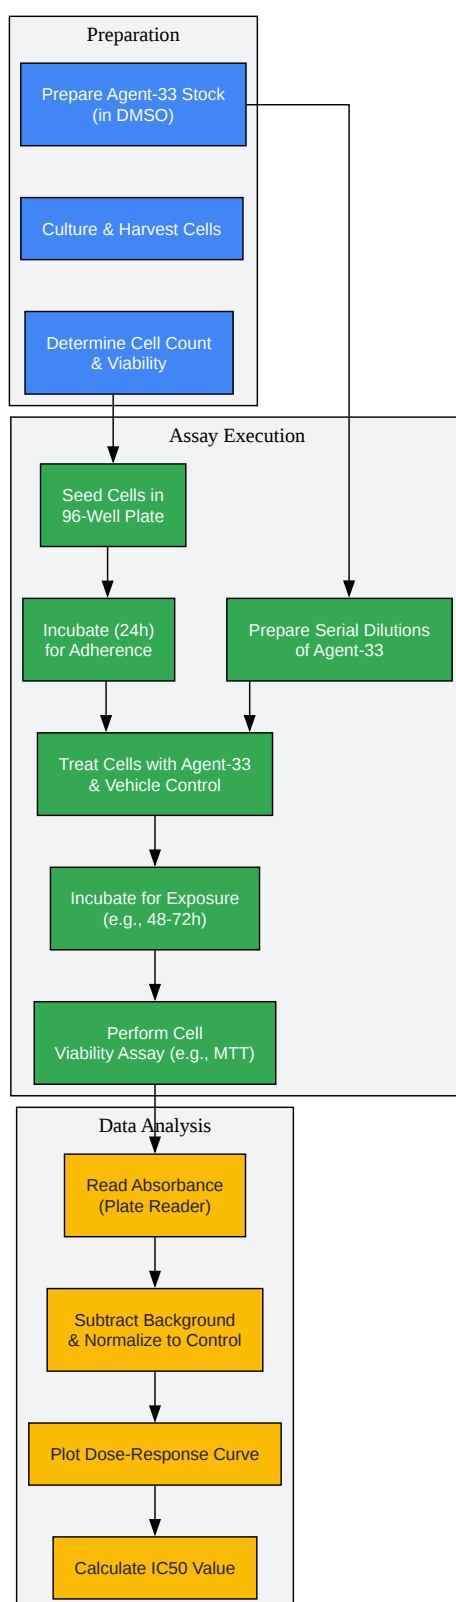 Preparation
Prepare Agent-33 Stock
(in DMSO)
Culture & Harvest Cells
Determine Cell Count
& Viability
Assay Execution
Seed Cells in
96-Well Plate
Incubate (24h)
for Adherence
Prepare Serial Dilutions
of Agent-33
Treat Cells with Agent-33
& Vehicle Control
Incubate for Exposure
(e.g., 48-72h)
Perform Cell
Viability Assay (e.g., MTT)
Data Analysis
Read Absorbance
(Plate Reader)
Subtract Background
& Normalize to Control
Plot Dose-Response Curve
Calculate IC50 Value